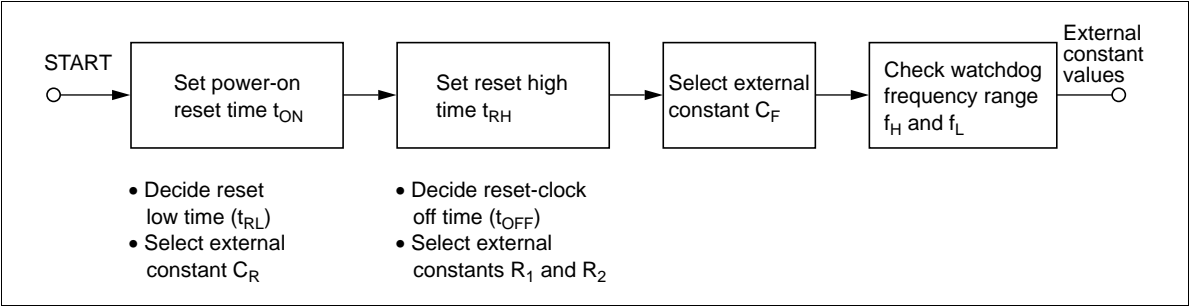 START
Set power-on
reset time tON
Set reset high
time tRH
Select external
constant CF
Check watchdog
frequency range
fH and fL
External
constant
values
• Decide reset
low time (tRL)
• Select external
constant CR
• Decide reset-clock
off time (tOFF)
• Select external
constants R1 and R2